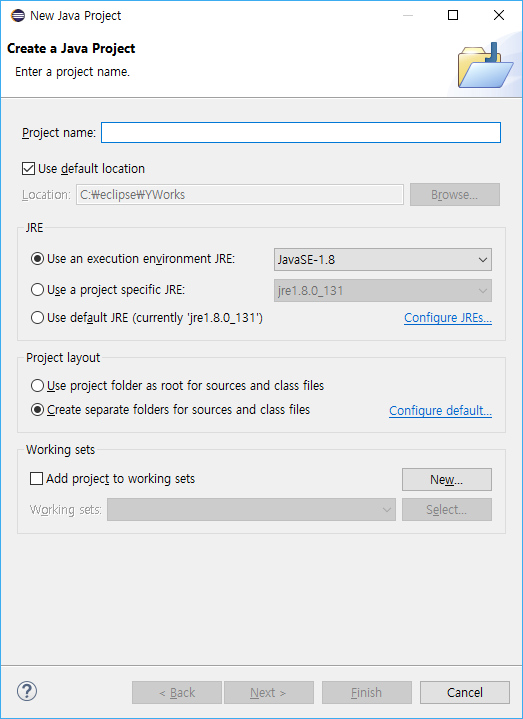 New Java Project
Create a Java Project
Enter a project name.
Project name:
Use default location
Location: C:₩eclipse₩YWorks Browse...
JRE
Use an execution environment JRE: JavaSE-1.8
Use a project specific JRE: jre1.8.0_131
Use default JRE (currently 'jre1.8.0_131') Configure JREs...
Project layout
Use project folder as root for sources and class files
Create separate folders for sources and class files Configure default...
Working sets
Add project to working sets New...
Working sets: Select...
? < Back Next > Finish Cancel